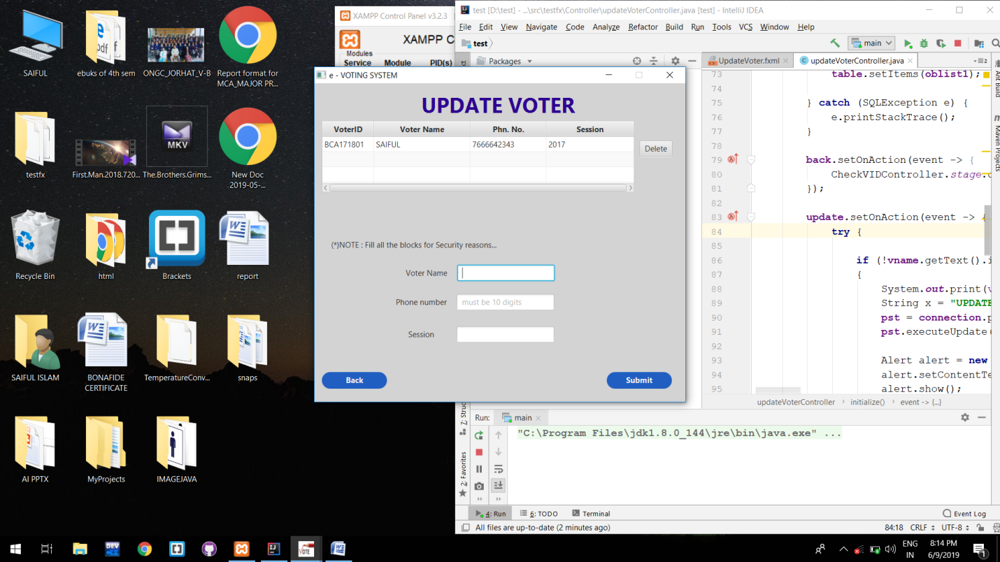 SAIFUL
ebuks of 4th sem
ONGC_JORHAT_V-B
Report format for
MCA_MAJOR PR...
testfx
First.Man.2018.720...
The.Brothers.Grims...
New Doc
2019-05-...
Recycle Bin
html
Brackets
report
SAIFUL ISLAM
BONAFIDE
CERTIFICATE
TemperatureConv...
snaps
AI PPTX
MyProjects
IMAGEJAVA
MKV
XAMPP Control Panel v3.2.3
XAMPP C
Modules
Service Module PID(s)
test [D:\test] - ...\src\testfx\Controller\updateVoterController.java [test] - IntelliJ IDEA
File Edit View Navigate Code Analyze Refactor Build Run Tools VCS Window Help
test main
Packages
UpdateVoter.fxml updateVoterController.java
e - VOTING SYSTEM
UPDATE VOTER
VoterID Voter Name Phn. No. Session
BCA171801 SAIFUL 7666642343 2017
Delete
(*)NOTE : Fill all the blocks for Security reasons...
Voter Name
Phone number must be 10 digits
Session
Back Submit
73 table.setItems(oblist1);
74
75 } catch (SQLException e) {
76 e.printStackTrace();
77 }
78
79 back.setOnAction(event -> {
80 CheckVIDController.stage.
81 });
82
83 update.setOnAction(event -> {
84 try {
85
86 if (!vname.getText().i
87 {
88 System.out.print(v
89 String x = "UPDATE
90 pst = connection.p
91 pst.executeUpdate(
92
93 Alert alert = new
94 alert.setContentTe
95 alert.show();
updateVoterController › initialize() › event -> {...}
Ant Build
Maven Projects
Run: main
"C:\Program Files\jdk1.8.0_144\jre\bin\java.exe" ...
2: Favorites
4: Run 6: TODO Terminal Event Log
All files are up-to-date (2 minutes ago) 84:18 CRLF UTF-8
DEV
VOTE
ENG
IN
8:14 PM
6/9/2019
1